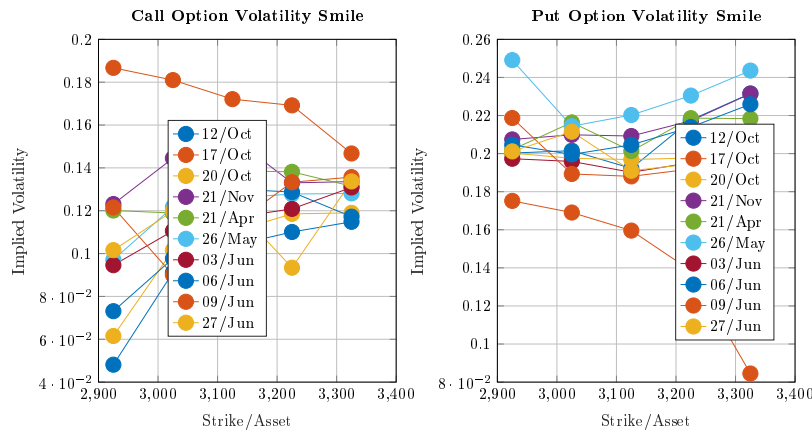 Call Option Volatility Smile
0.2
0.18
0.16
0.14
0.12
0.1
8 · 10⁻²
6 · 10⁻²
4 · 10⁻²
2,900
3,000
3,100
3,200
3,300
3,400
Implied Volatility
Strike/Asset
12/Oct
17/Oct
20/Oct
21/Nov
21/Apr
26/May
03/Jun
06/Jun
09/Jun
27/Jun
Put Option Volatility Smile
0.26
0.24
0.22
0.2
0.18
0.16
0.14
0.12
0.1
8 · 10⁻²
2,900
3,000
3,100
3,200
3,300
3,400
Implied Volatility
Strike/Asset
12/Oct
17/Oct
20/Oct
21/Nov
21/Apr
26/May
03/Jun
06/Jun
09/Jun
27/Jun